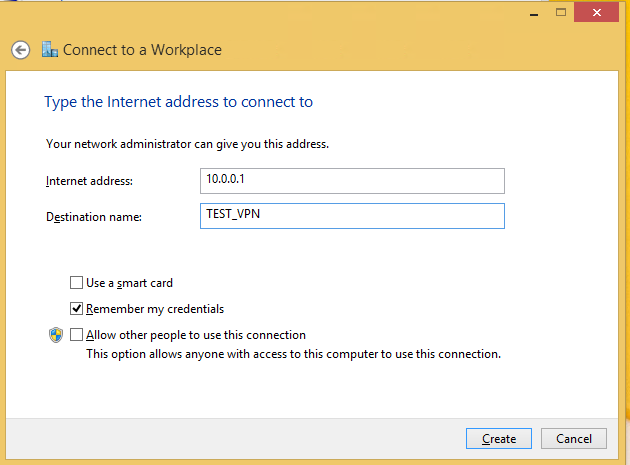 Connect to a Workplace
Type the Internet address to connect to
Your network administrator can give you this address.
Internet address: 10.0.0.1
Destination name: TEST_VPN
Use a smart card
Remember my credentials
Allow other people to use this connection
This option allows anyone with access to this computer to use this connection.
Create Cancel